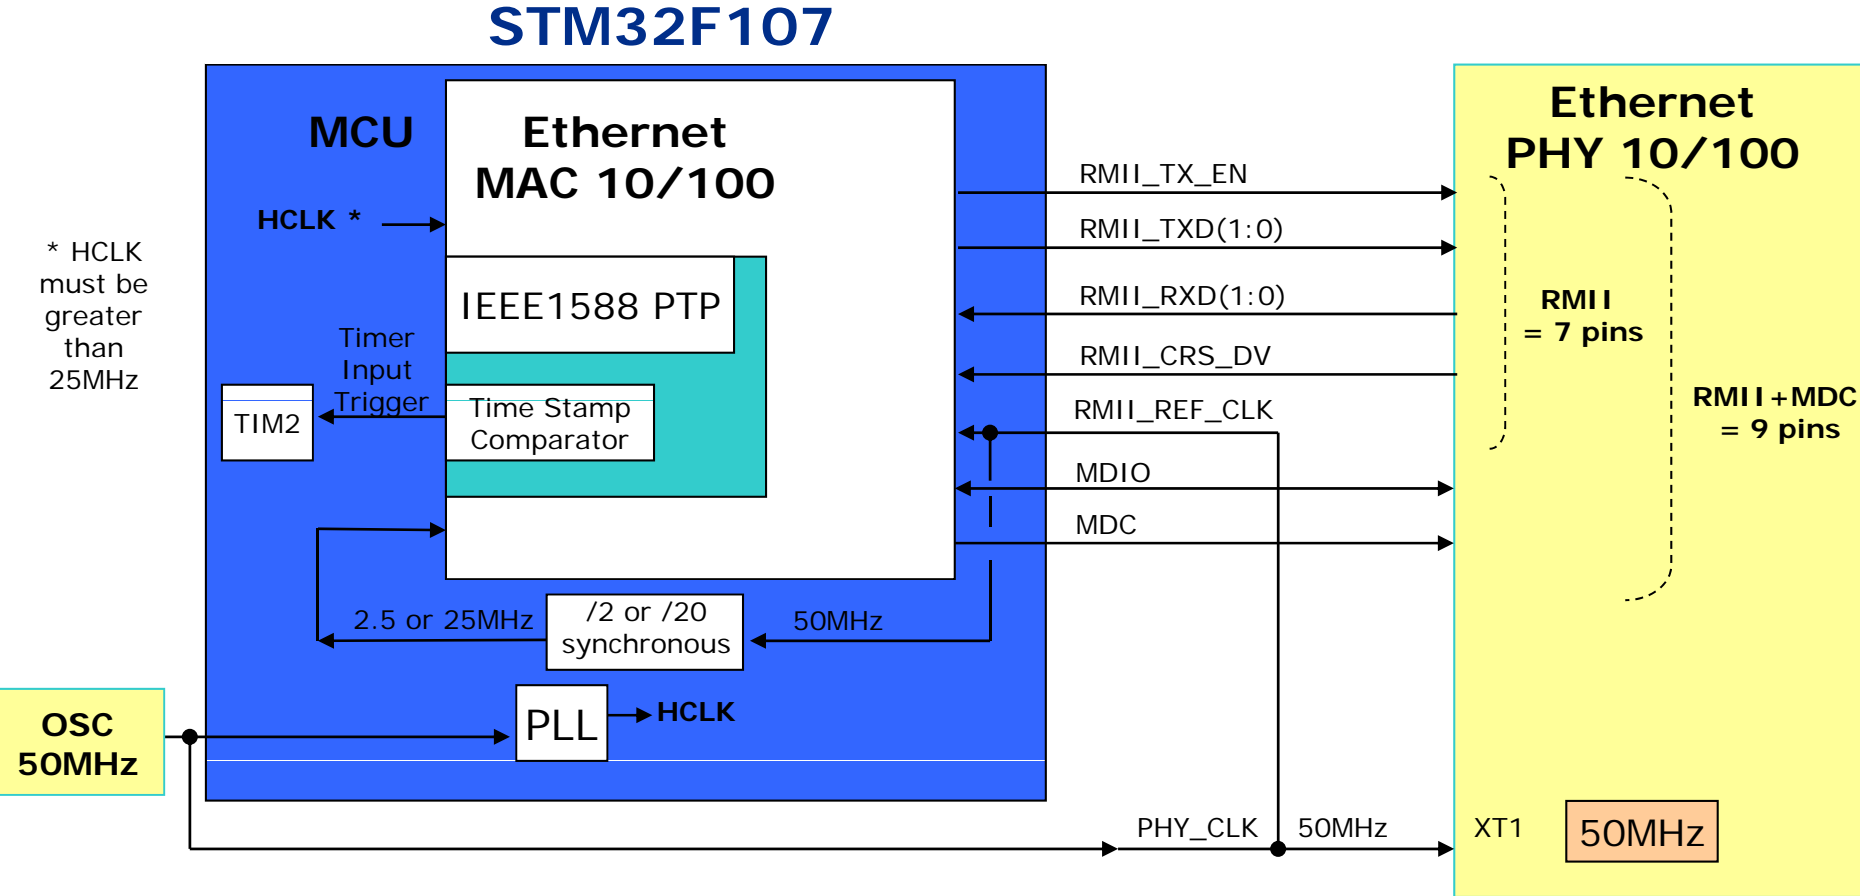 STM32F107
MCU
Ethernet
MAC 10/100
HCLK *
* HCLK
must be
greater
than
25MHz
IEEE1588 PTP
Timer
Input
Trigger
TIM2
Time Stamp
Comparator
2.5 or 25MHz
/2 or /20
synchronous
50MHz
PLL
HCLK
OSC
50MHz
RMII_TX_EN
RMII_TXD(1:0)
RMII_RXD(1:0)
RMII_CRS_DV
RMII_REF_CLK
MDIO
MDC
PHY_CLK
50MHz
Ethernet
PHY 10/100
RMII
= 7 pins
RMII+MDC
= 9 pins
XT1
50MHz